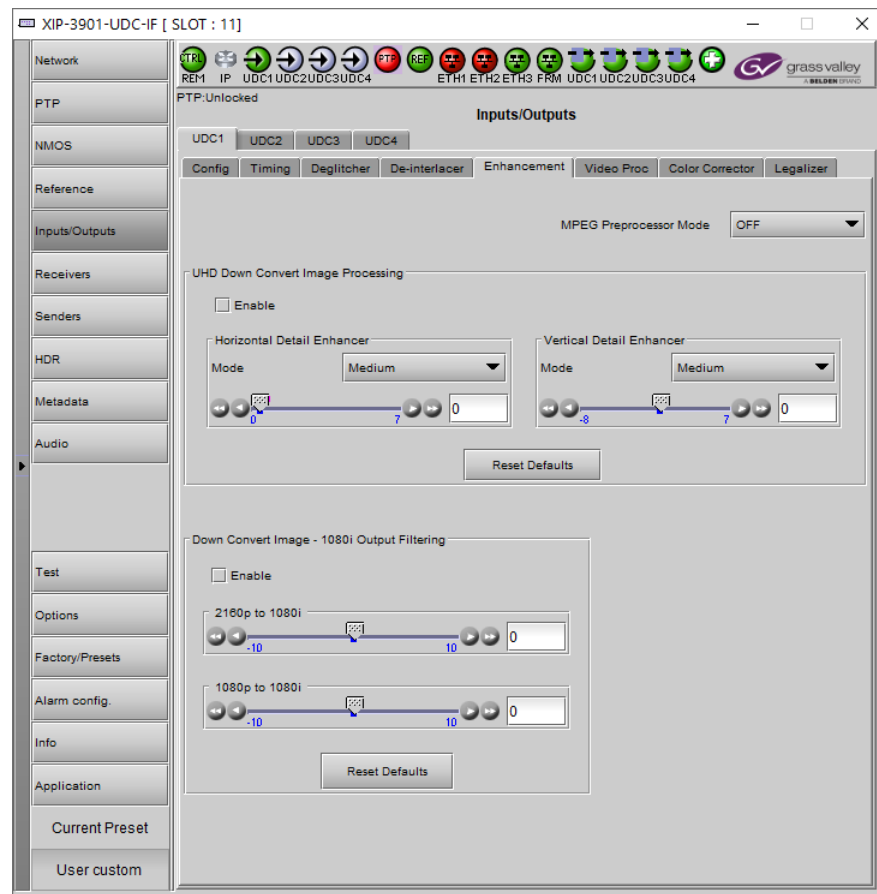 XIP-3901-UDC-IF [ SLOT : 11]
Network
PTP
NMOS
Reference
Inputs/Outputs
Receivers
Senders
HDR
Metadata
Audio
Test
Options
Factory/Presets
Alarm config.
Info
Application
Current Preset
User custom
CTRL PTP REF
REM IP UDC1 UDC2 UDC3 UDC4 ETH1 ETH2 ETH3 FRM UDC1 UDC2 UDC3 UDC4
GV grass valley
A BELDEN BRAND
PTP:Unlocked
Inputs/Outputs
UDC1 UDC2 UDC3 UDC4
Config Timing Deglitcher De-interlacer Enhancement Video Proc Color Corrector Legalizer
MPEG Preprocessor Mode OFF
UHD Down Convert Image Processing
Enable
Horizontal Detail Enhancer
Mode Medium
0 7 0
Vertical Detail Enhancer
Mode Medium
-8 7 0
Reset Defaults
Down Convert Image - 1080i Output Filtering
Enable
2160p to 1080i
-10 10 0
1080p to 1080i
-10 10 0
Reset Defaults